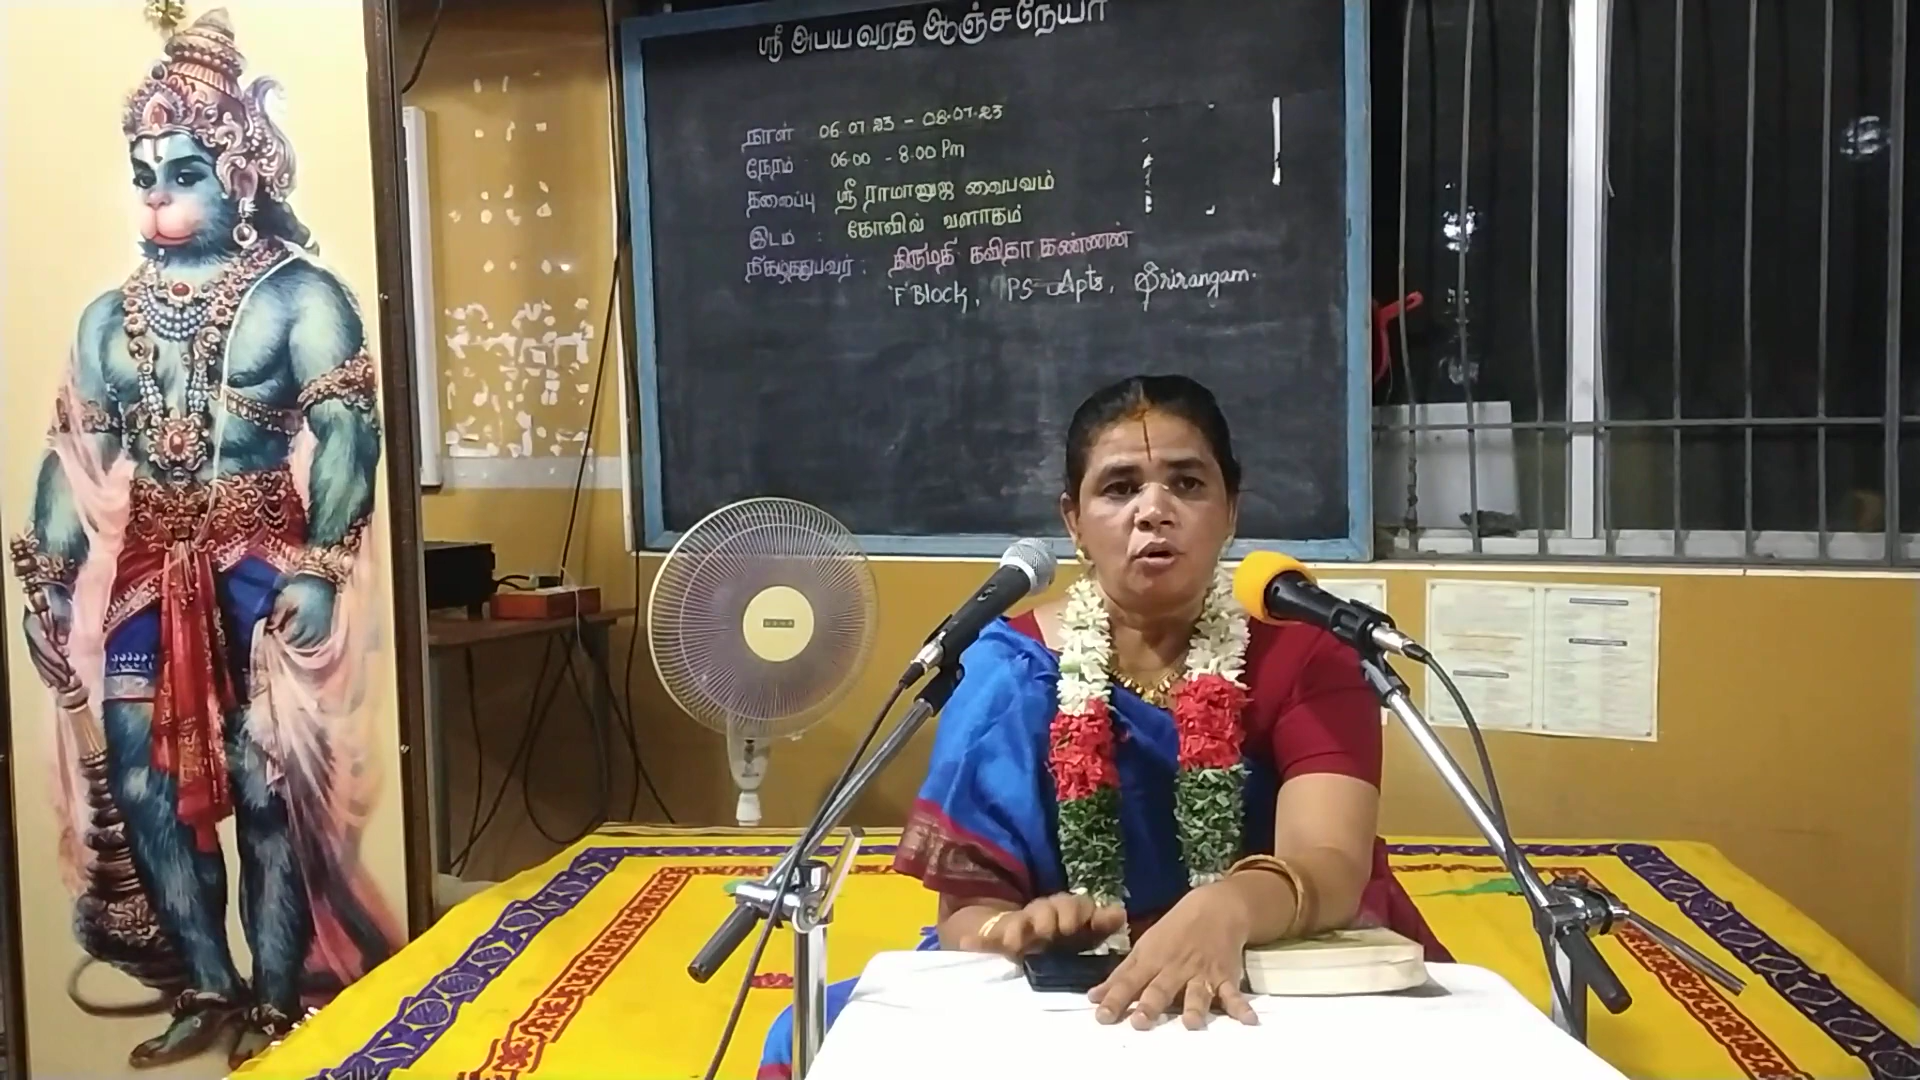 ஸ்ரீ அபய வரத ஆஞ்சநேயர்
நாள் 06.07.23 - 08.07.23
நேரம் 06.00 - 8.00 Pm
தலைப்பு ஸ்ரீ ராமானுஜ வைபவம்
இடம் : கோவில் வளாகம்
நிகழ்த்துபவர் : திருமதி கவிதா கண்ணன்
'F' Block, PS Apts, Srirangam.